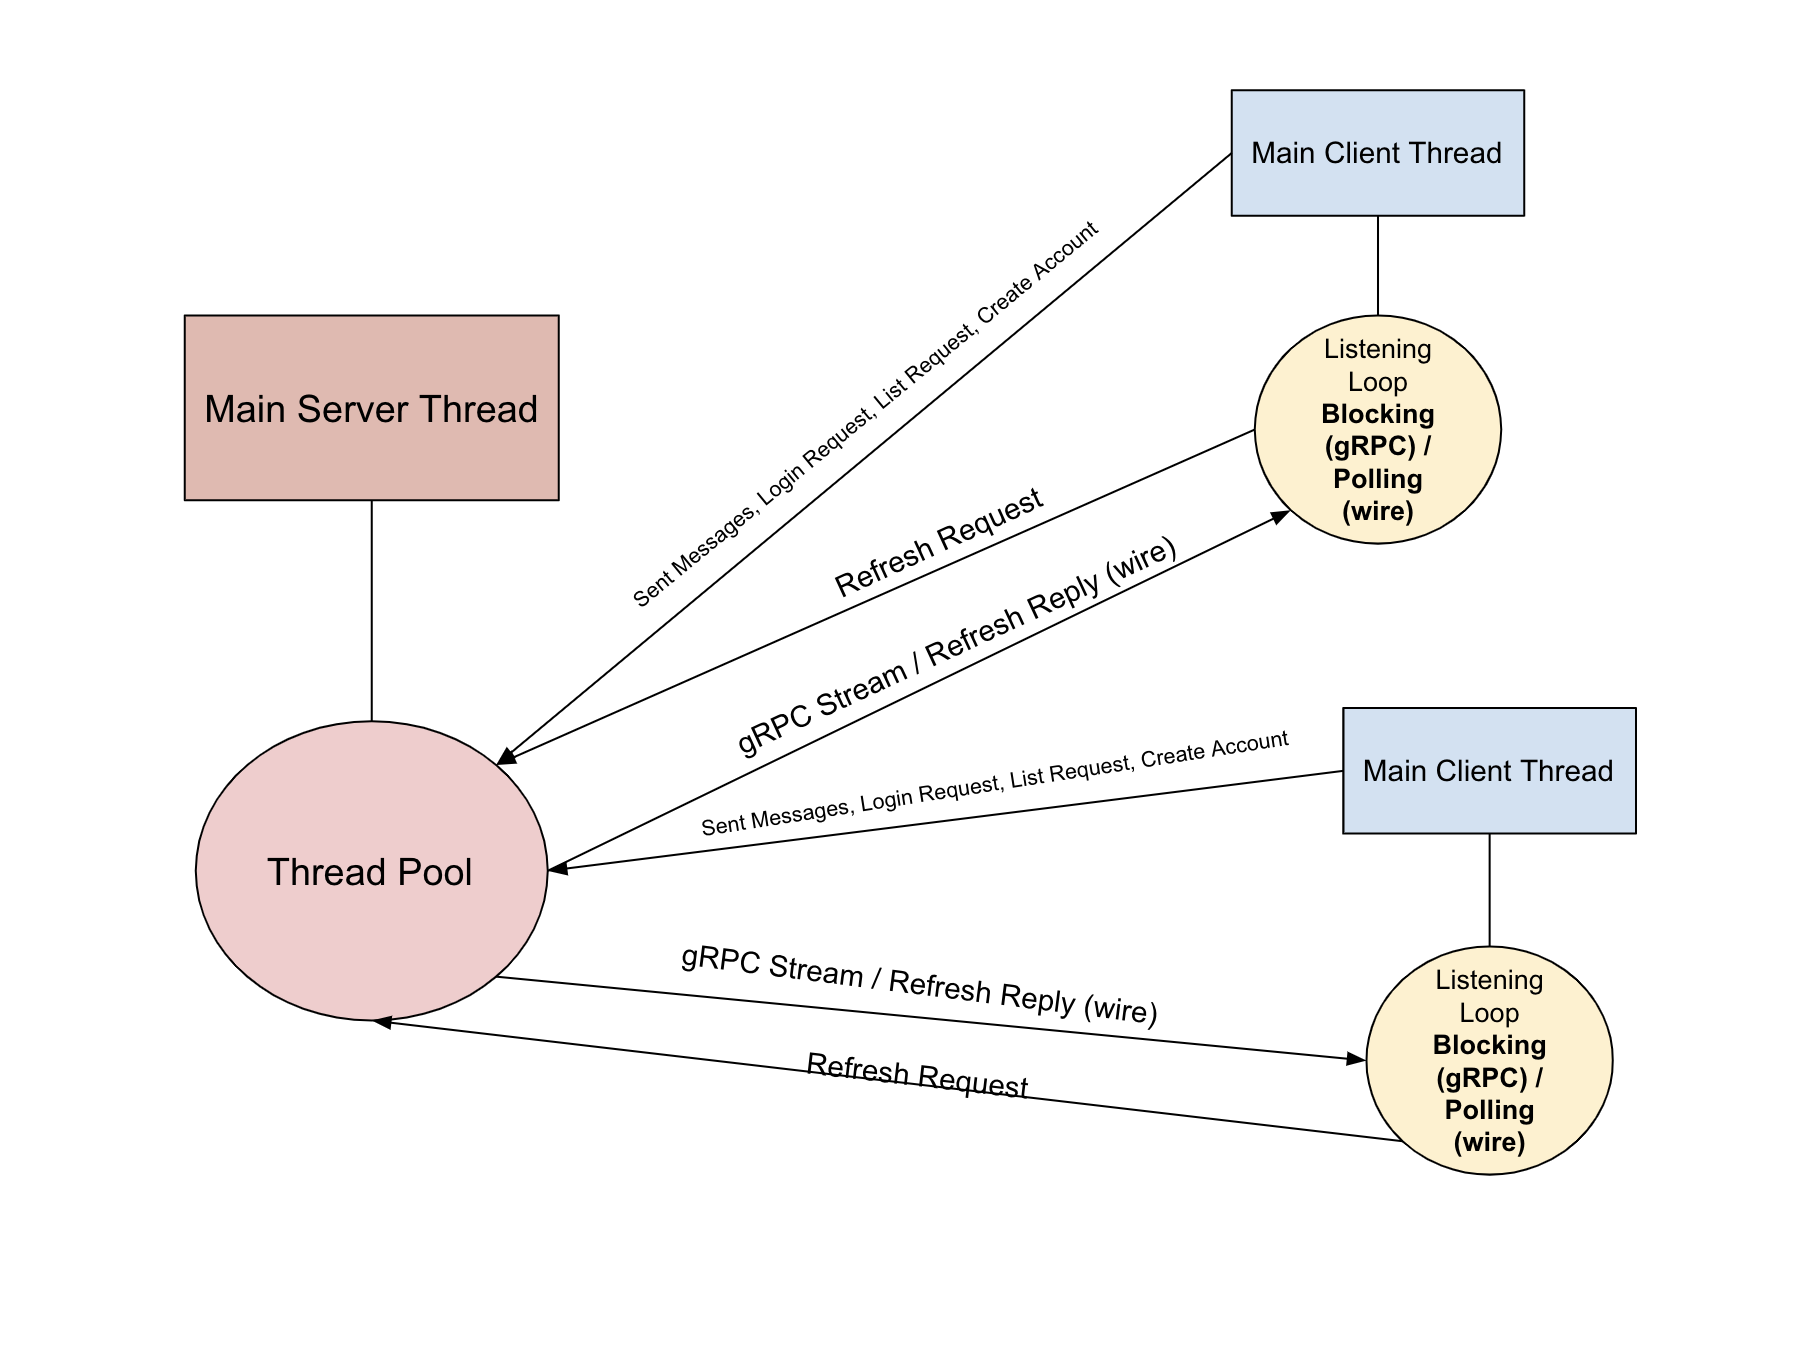 Main Client Thread
Sent Messages, Login Request, List Request, Create Account
Main Server Thread
Listening
Loop
Blocking
(gRPC) /
Polling
(wire)
Refresh Request
gRPC Stream / Refresh Reply (wire)
Main Client Thread
Sent Messages, Login Request, List Request, Create Account
Thread Pool
gRPC Stream / Refresh Reply (wire)
Listening
Loop
Blocking
(gRPC) /
Polling
(wire)
Refresh Request